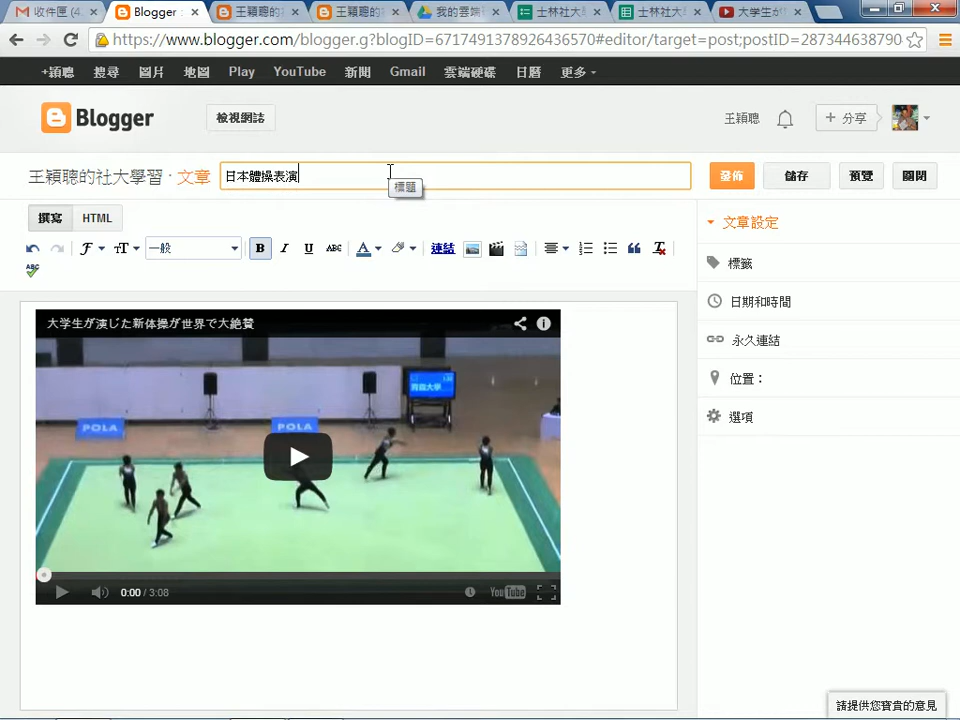 收件匣 (4
Blogger :
王穎聰的
王穎聰的
我的雲端
士林社大
士林社大
大学生が
https://www.blogger.com/blogger.g?blogID=6717491378926436570#editor/target=post;postID=287344638790
+穎聰 搜尋 圖片 地圖 Play YouTube 新聞 Gmail 雲端硬碟 日曆 更多
Blogger 檢視網誌 王穎聰 + 分享
王穎聰的社大學習 · 文章 日本體操表演 發佈 儲存 預覽 關閉
標題
撰寫 HTML
一般 B I U ABC A 連結
ABC
文章設定
標籤
日期和時間
永久連結
位置：
選項
大学生が演じた新体操が世界で大絶賛
POLA
POLA
0:00 / 3:08 YouTube
請提供您寶貴的意見